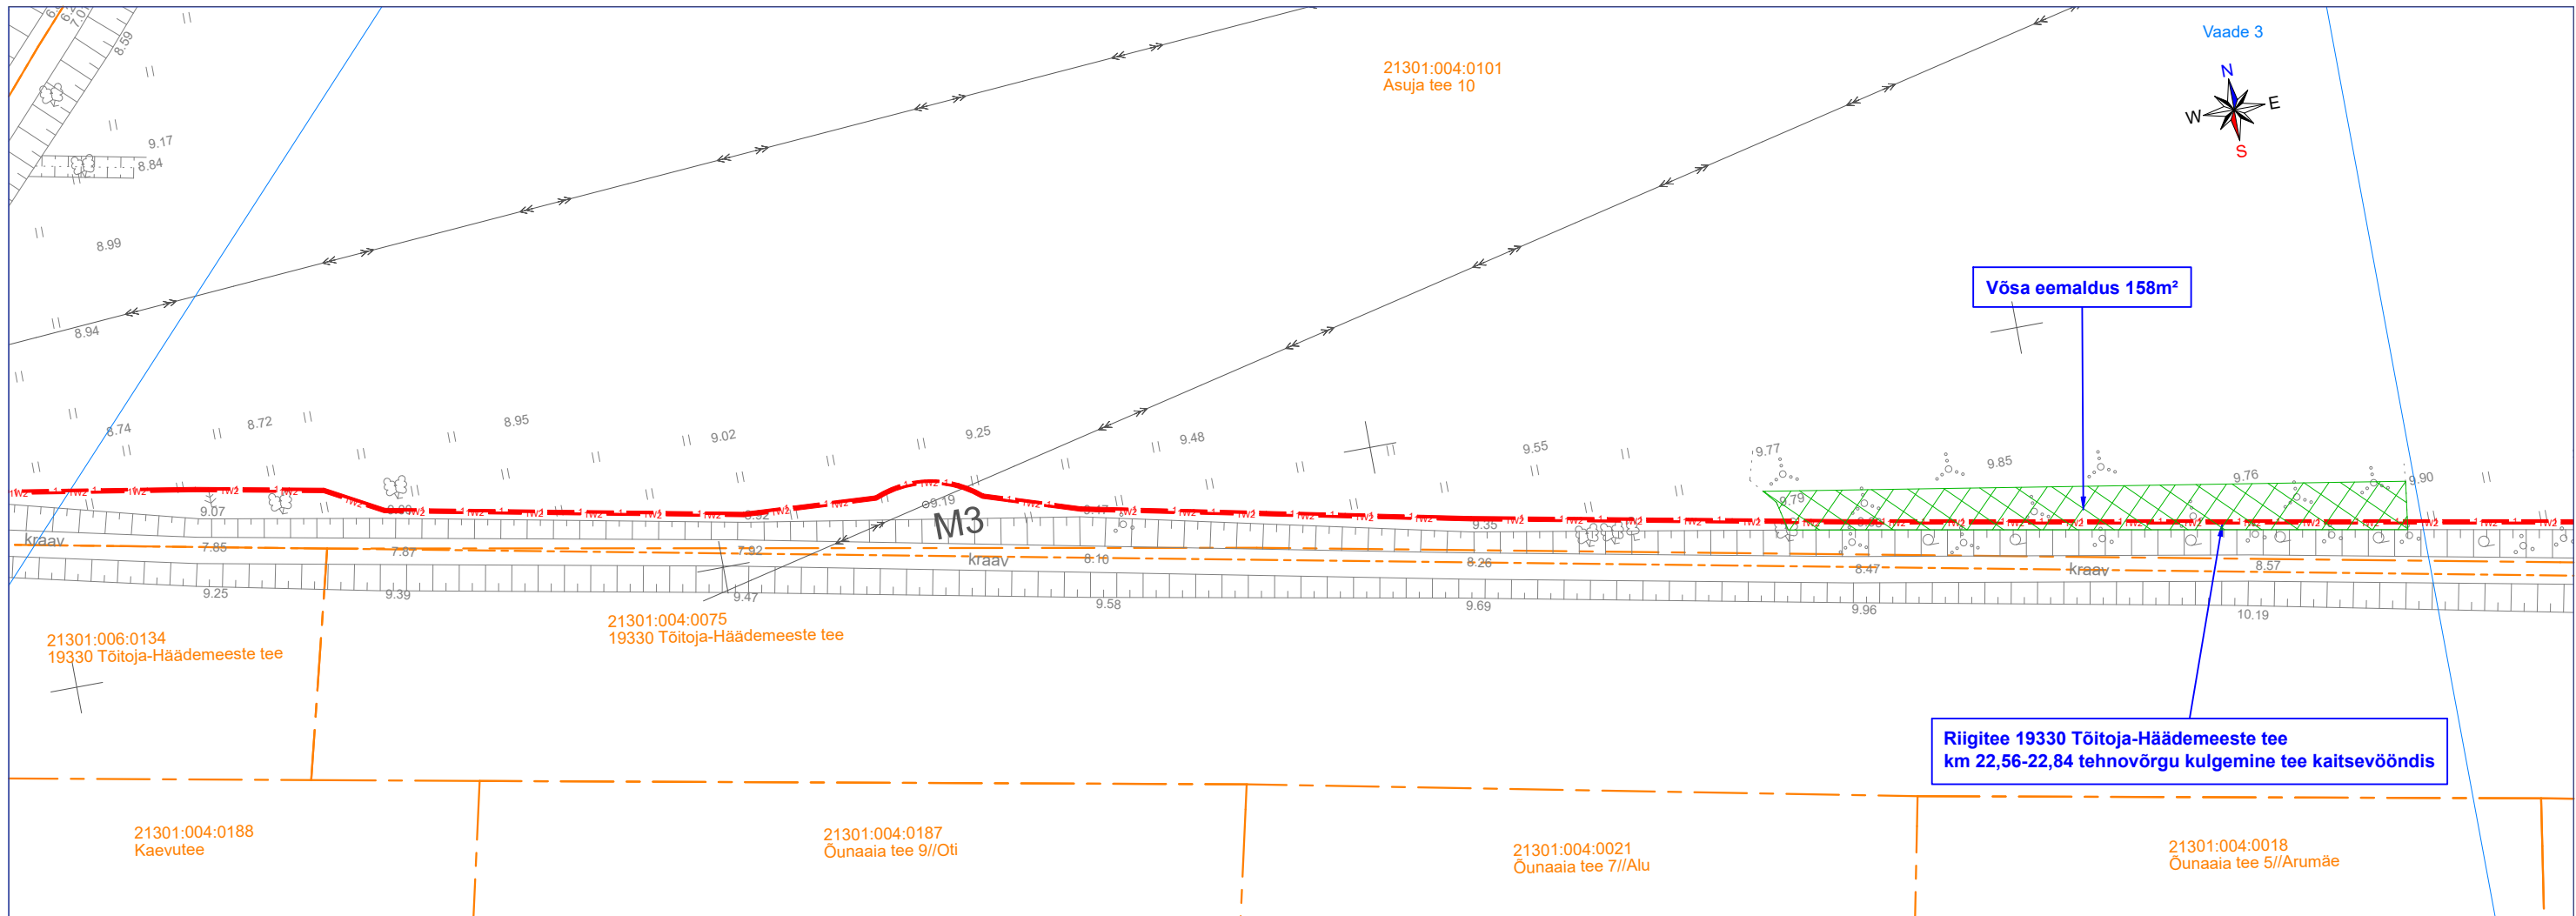 Vaade 3
N
W
E
S
21301:004:0101
Asuja tee 10
8.59
9.17
8.84
8.99
8.94
8.74
8.72
8.95
9.02
9.25
9.48
9.55
9.77
9.85
9.76
9.90
Võsa eemaldus 158m²
9.79
9.07
9.19
M3
9.35
kraav
7.85
7.87
7.92
kraav
8.16
8.26
8.47
kraav
8.57
9.25
9.39
9.47
9.58
9.69
9.96
10.19
21301:006:0134
19330 Tõitoja-Häädemeeste tee
21301:004:0075
19330 Tõitoja-Häädemeeste tee
Riigitee 19330 Tõitoja-Häädemeeste tee
km 22,56-22,84 tehnovõrgu kulgemine tee kaitsevööndis
21301:004:0188
Kaevutee
21301:004:0187
Õunaaia tee 9//Oti
21301:004:0021
Õunaaia tee 7//Alu
21301:004:0018
Õunaaia tee 5//Arumäe